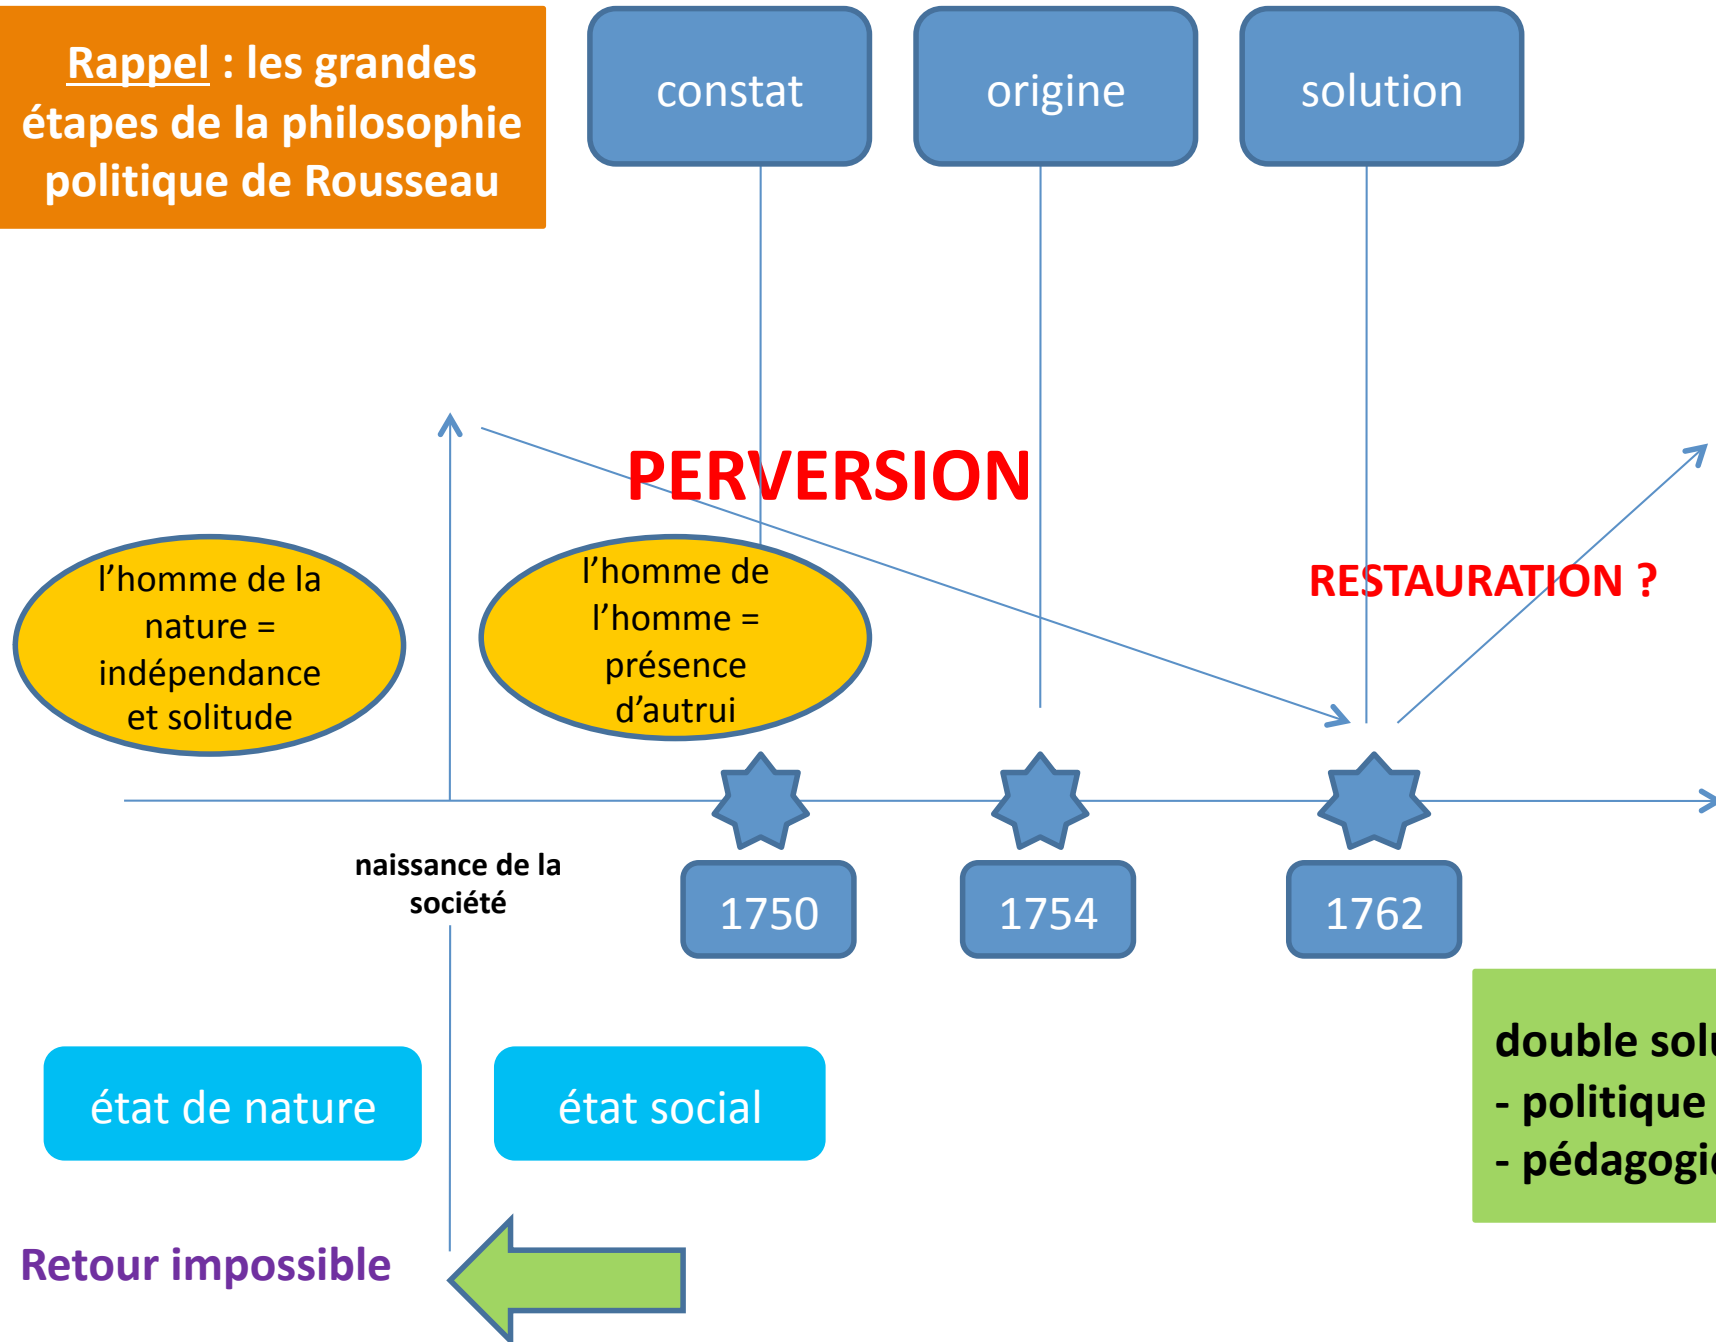 Rappel : les grandes
étapes de la philosophie
politique de Rousseau
constat
origine
solution
PERVERSION
RESTAURATION ?
l’homme de la
nature =
indépendance
et solitude
l’homme de
l’homme =
présence
d’autrui
naissance de la
société
1750
1754
1762
double
- politique
état de nature
état social
Retour impossible